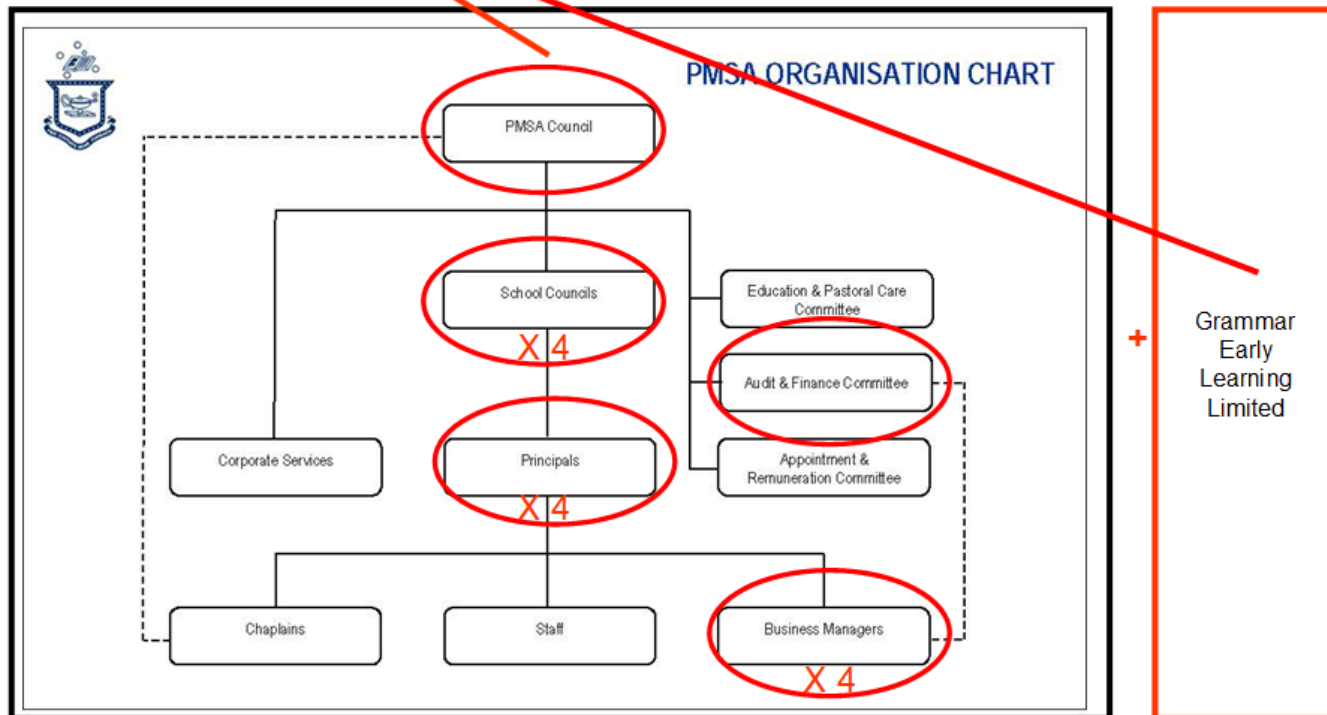 PMSA ORGANISATION CHART
PMSA Council
School Councils
X 4
Education & Pastoral Care
Committee
Audit & Finance Committee
Appointment &
Remuneration Committee
Corporate Services
Principals
X 4
Chaplains
Staff
Business Managers
X 4
+
Grammar
Early
Learning
Limited